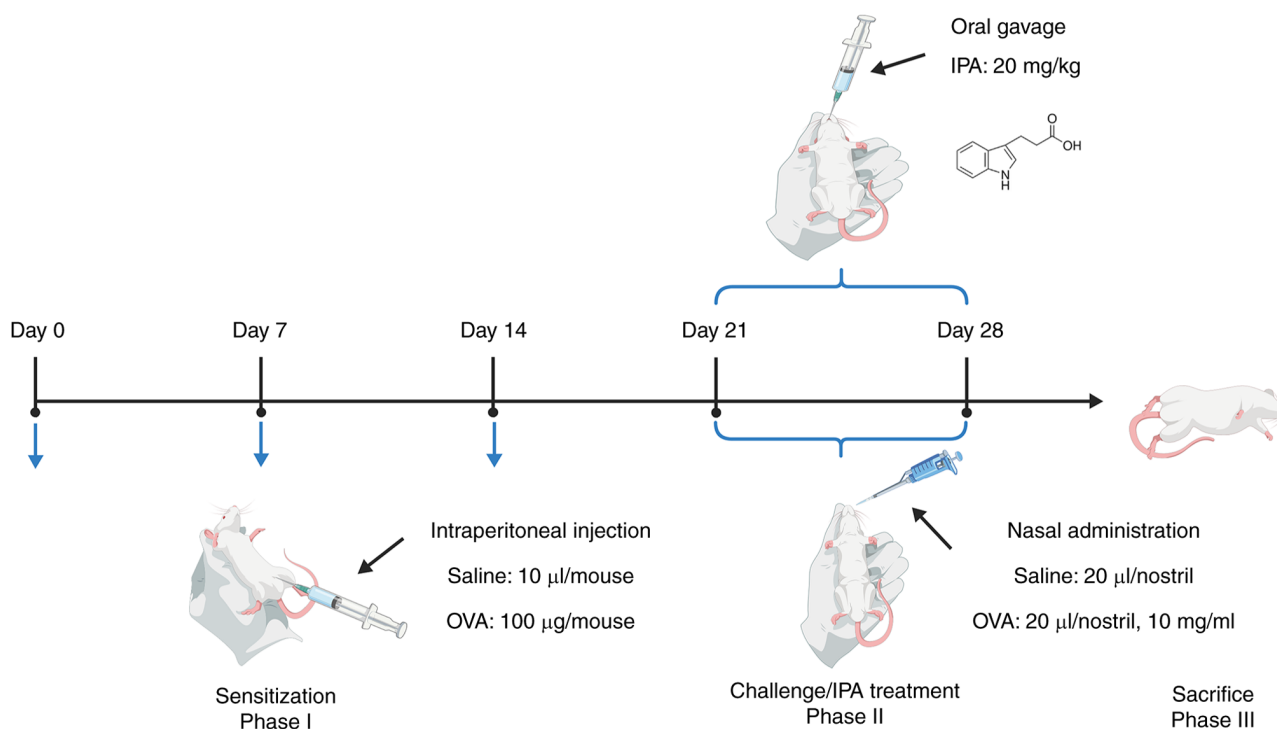 Oral gavage
IPA: 20 mg/kg
O
OH
N
H
Day 0
Day 7
Day 14
Day 21
Day 28
Intraperitoneal injection
Saline: 10 µl/mouse
OVA: 100 µg/mouse
Nasal administration
Saline: 20 µl/nostril
OVA: 20 µl/nostril, 10 mg/ml
Sensitization
Phase I
Challenge/IPA treatment
Phase II
Sacrifice
Phase III